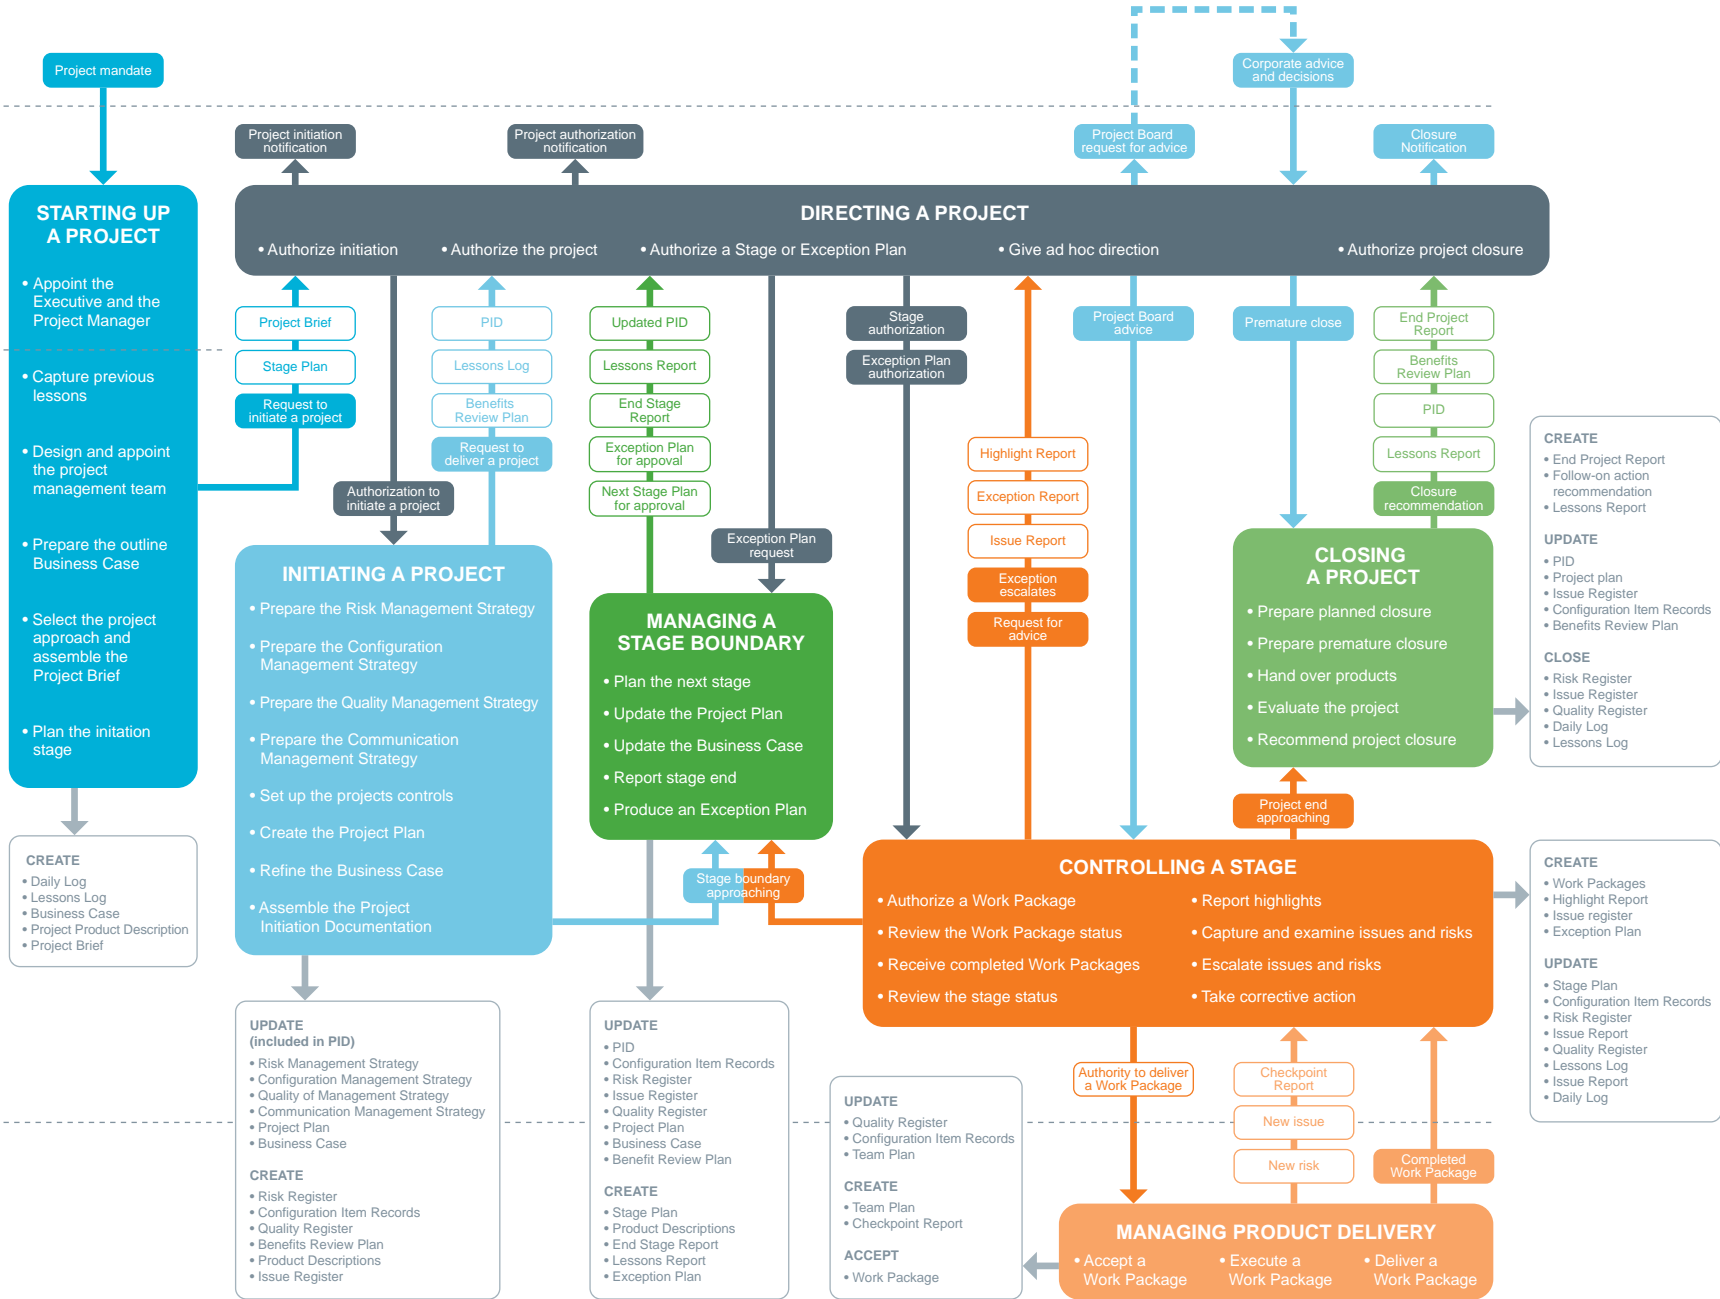 Project mandate
Corporate advice
and decisions
Project initiation
notification
Project authorization
notification
Project Board
request for advice
Closure
Notification
STARTING UP
A PROJECT
• Appoint the
Executive and the
Project Manager
• Capture previous
lessons
• Design and appoint
the project
management team
• Prepare the outline
Business Case
• Select the project
approach and
assemble the
Project Brief
• Plan the initation
stage
DIRECTING A PROJECT
• Authorize initiation
• Authorize the project
• Authorize a Stage or Exception Plan
• Give ad hoc direction
• Authorize project closure
Project Brief
Stage Plan
Request to
initiate a project
Authorization to
initiate a project
PID
Lessons Log
Benefits
Review Plan
Request to
deliver a project
Updated PID
Lessons Report
End Stage
Report
Exception Plan
for appoval
Next Stage Plan
for approval
Exception Plan
request
Stage
authorization
Exception Plan
authorization
Highlight Report
Exception Report
Issue Report
Exception
escalates
Request for
advice
Project Board
advice
Premature close
End Project
Report
Benefits
Review Plan
PID
Lessons Report
Closure
recommendation
INITIATING A PROJECT
• Prepare the Risk Management Strategy
• Prepare the Configuration
Management Strategy
• Prepare the Quality Management Strategy
• Prepare the Communication
Management Strategy
• Set up the projects controls
• Create the Project Plan
• Refine the Business Case
• Assemble the Project
Initiation Documentation
MANAGING A
STAGE BOUNDARY
• Plan the next stage
• Update the Project Plan
• Update the Business Case
• Report stage end
• Produce an Exception Plan
Stage boundary
approaching
CLOSING
A PROJECT
• Prepare planned closure
• Prepare premature closure
• Hand over products
• Evaluate the project
• Recommend project closure
Project end
approaching
CONTROLLING A STAGE
• Authorize a Work Package
• Review the Work Package status
• Receive completed Work Packages
• Review the stage status
• Report highlights
• Capture and examine issues and risks
• Escalate issues and risks
• Take corrective action
Authority to deliver
a Work Package
Checkpoint
Report
New issue
New risk
Completed
Work Package
MANAGING PRODUCT DELIVERY
• Accept a
Work Package
• Execute a
Work Package
• Deliver a
Work Package
CREATE
• Daily Log
• Lessons Log
• Business Case
• Project Product Description
• Project Brief
UPDATE
(included in PID)
• Risk Management Strategy
• Configuration Management Strategy
• Quality of Management Strategy
• Communication Management Strategy
• Project Plan
• Business Case
CREATE
• Risk Register
• Configuration Item Records
• Quality Register
• Benefits Review Plan
• Product Descriptions
• Issue Register
UPDATE
• PID
• Configuration Item Records
• Risk Register
• Issue Register
• Quality Register
• Project Plan
• Business Case
• Benefit Review Plan
CREATE
• Stage Plan
• Product Descriptions
• End Stage Report
• Lessons Report
• Exception Plan
UPDATE
• Quality Register
• Configuration Item Records
• Team Plan
CREATE
• Team Plan
• Checkpoint Report
ACCEPT
• Work Package
CREATE
• End Project Report
• Follow-on action
recommendation
• Lessons Report
UPDATE
• PID
• Project plan
• Issue Register
• Configuration Item Records
• Benefits Review Plan
CLOSE
• Risk Register
• Issue Register
• Quality Register
• Daily Log
• Lessons Log
CREATE
• Work Packages
• Highlight Report
• Issue register
• Exception Plan
UPDATE
• Stage Plan
• Configuration Item Records
• Risk Register
• Issue Report
• Quality Register
• Lessons Log
• Issue Report
• Daily Log